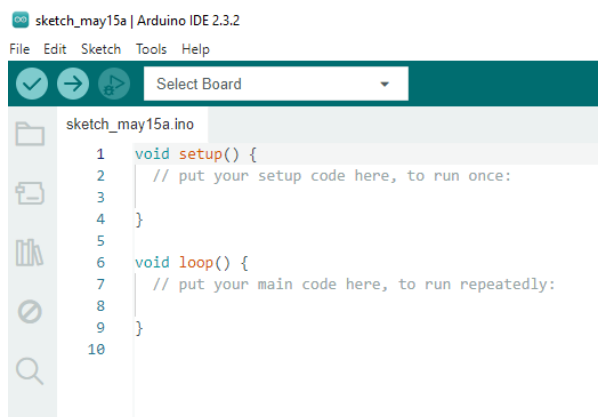 sketch_may15a | Arduino IDE 2.3.2
File Edit Sketch Tools Help
Select Board
sketch_may15a.ino
1 void setup() {
2 // put your setup code here, to run once:
3
4 }
5
6 void loop() {
7 // put your main code here, to run repeatedly:
8
9 }
10